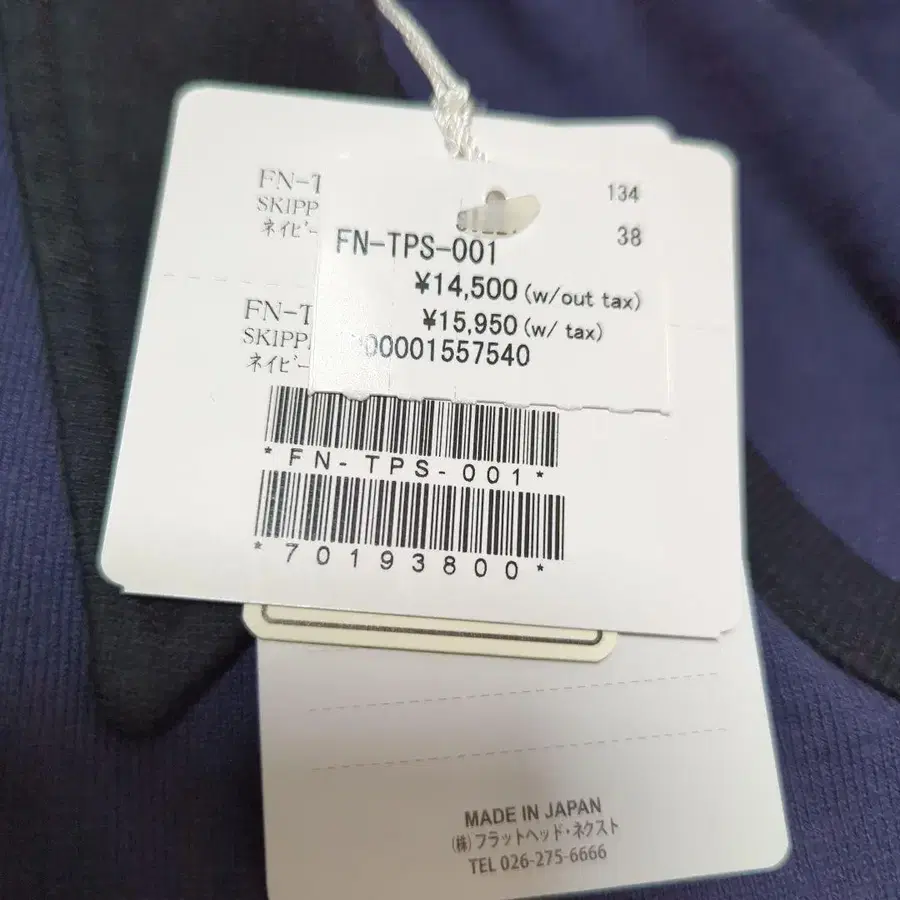 FN-T 134
SKIPP
ネイビー 38
FN-TPS-001
¥14,500 (w/out tax)
¥15,950 (w/ tax)
00001557540
FN-T
SKIPP
ネイビー
*FN-TPS-001*
*70193800*
MADE IN JAPAN
(株)フラットヘッド・ネクスト
TEL 026-275-6666